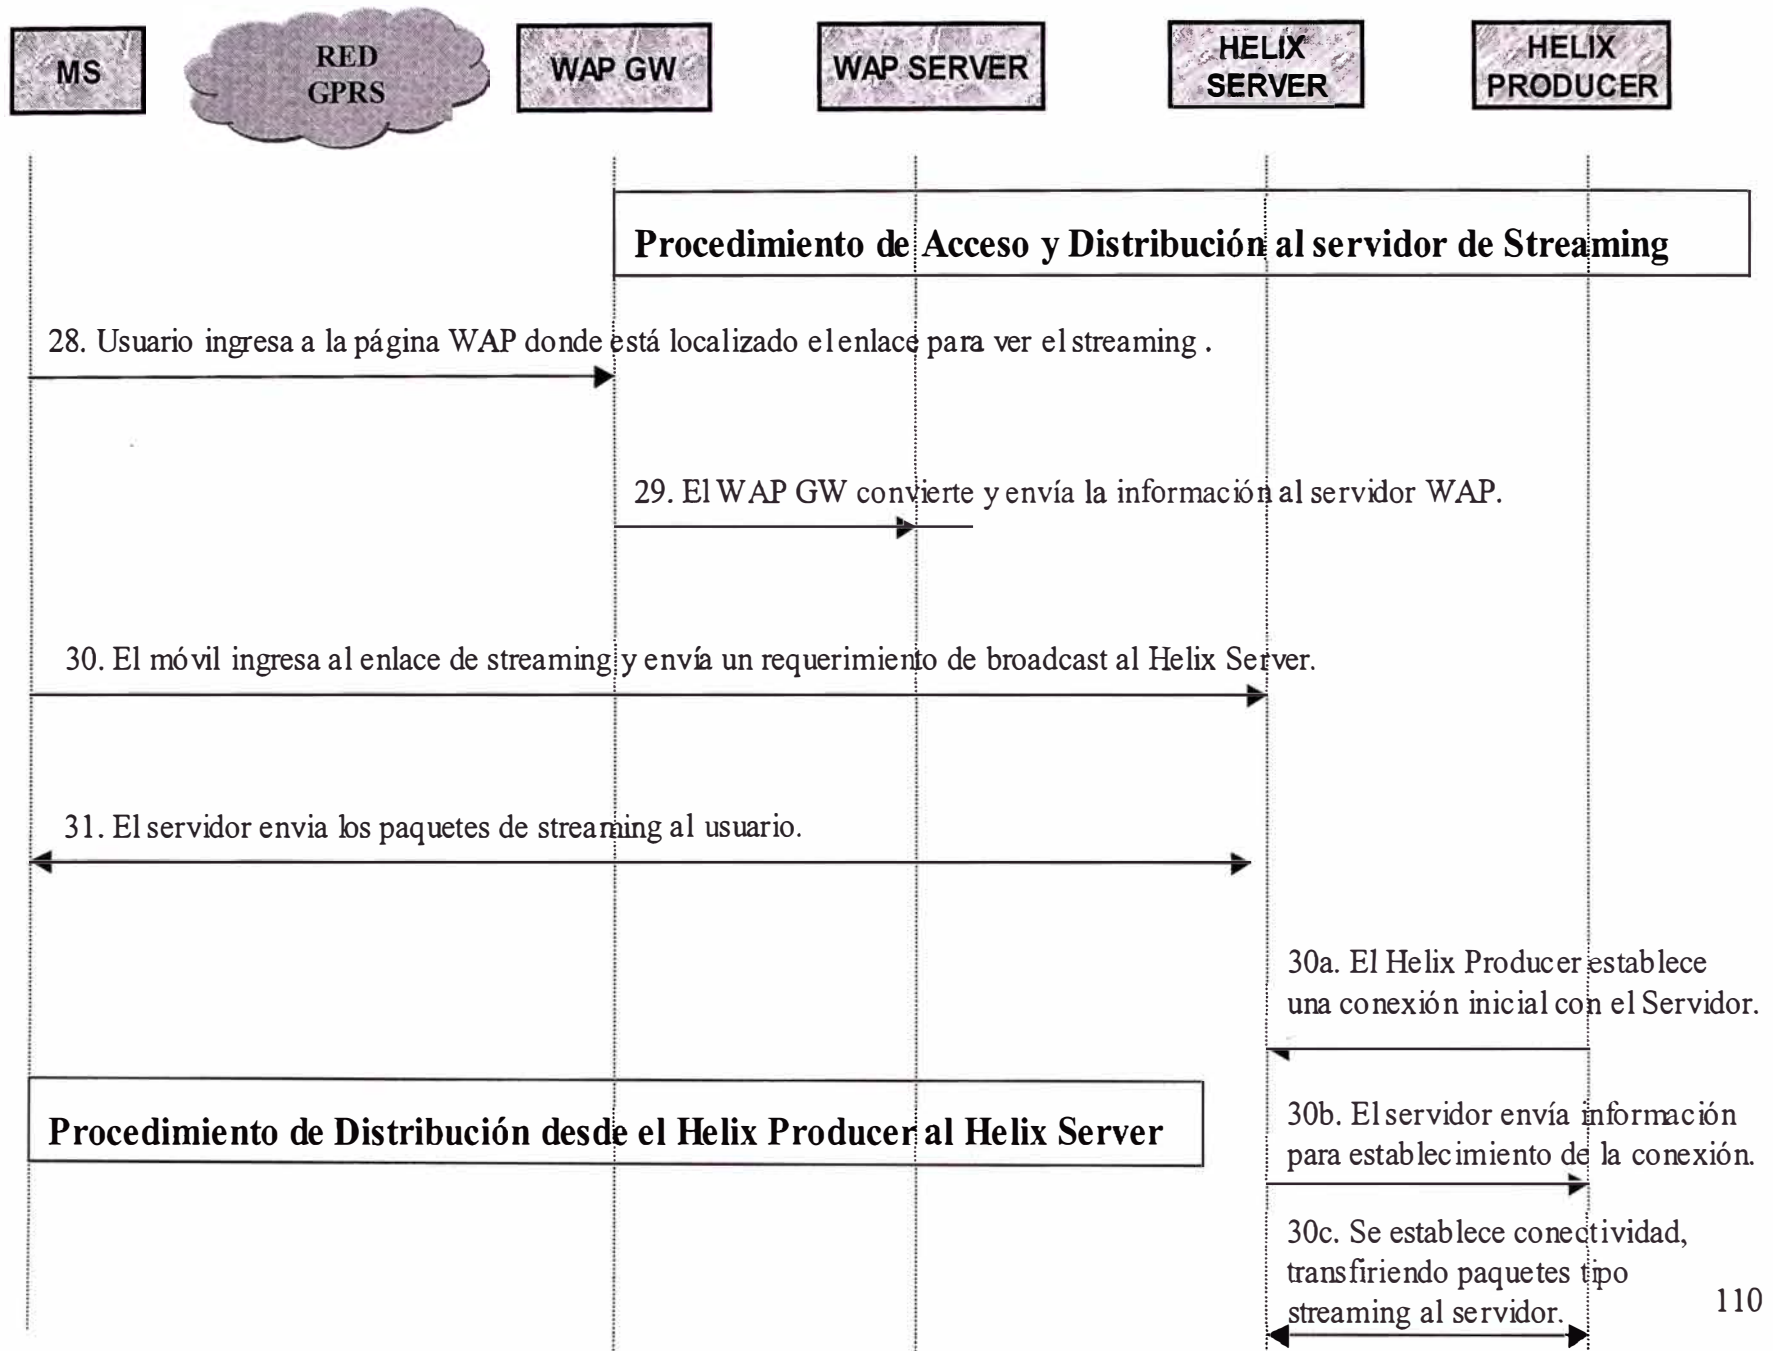 MS
RED
GPRS
WAP GW
WAP SERVER
HELIX
SERVER
HELIX
PRODUCER
Procedimiento de Acceso y Distribución al servidor de Streaming
28. Usuario ingresa a la página WAP donde está localizado el enlace para ver el streaming .
29. El WAP GW convierte y envía la información al servidor WAP.
30. El móvil ingresa al enlace de streaming y envía un requerimiento de broadcast al Helix Server.
31. El servidor envia los paquetes de streaming al usuario.
30a. El Helix Producer establece
una conexión inicial con el Servidor.
Procedimiento de Distribución desde el Helix Producer al Helix Server
30b. El servidor envía información
para establecimiento de la conexión.
30c. Se establece conectividad,
transfiriendo paquetes tipo
streaming al servidor.
110